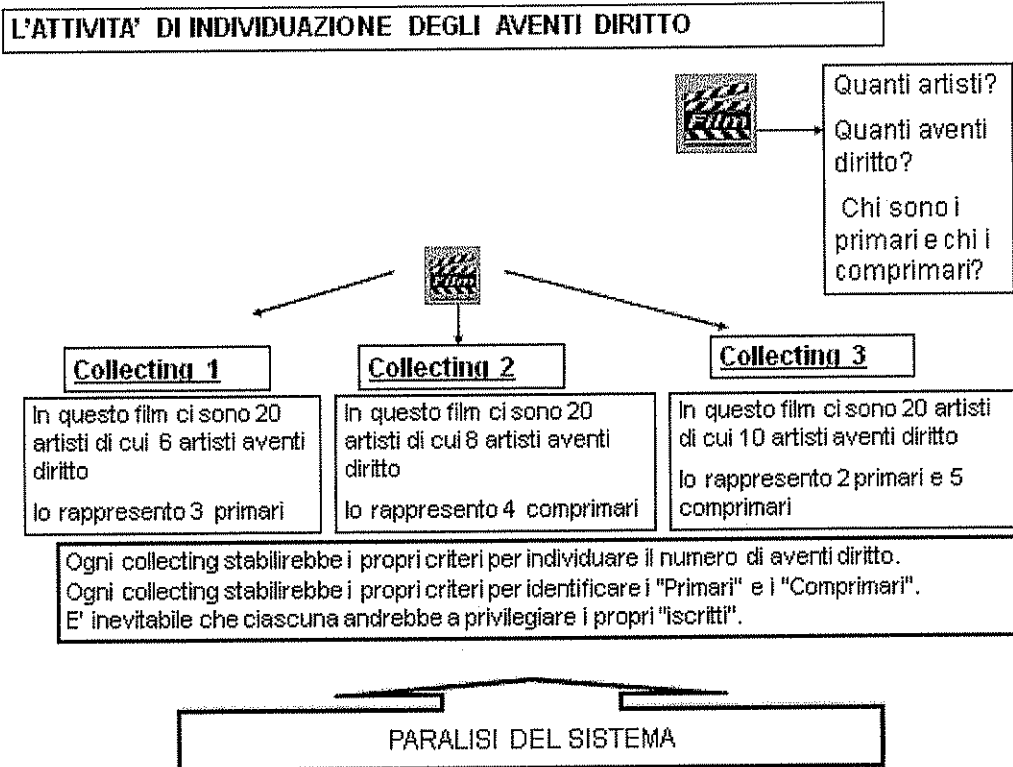 L'ATTIVITA' DI INDIVIDUAZIONE DEGLI AVENTI DIRITTO
Film
Quanti artisti?
Quanti aventi
diritto?
Chi sono i
primari e chi i
comprimari?
Film
Collecting 1
In questo film ci sono 20
artisti di cui 6 artisti aventi
diritto
Io rappresento 3 primari
Collecting 2
In questo film ci sono 20
artisti di cui 8 artisti aventi
diritto
Io rappresento 4 comprimari
Collecting 3
In questo film ci sono 20 artisti
di cui 10 artisti aventi diritto
Io rappresento 2 primari e 5
comprimari
Ogni collecting stabilirebbe i propri criteri per individuare il numero di aventi diritto.
Ogni collecting stabilirebbe i propri criteri per identificare i "Primari" e i "Comprimari".
E' inevitabile che ciascuna andrebbe a privilegiare i propri "iscritti".
PARALISI DEL SISTEMA